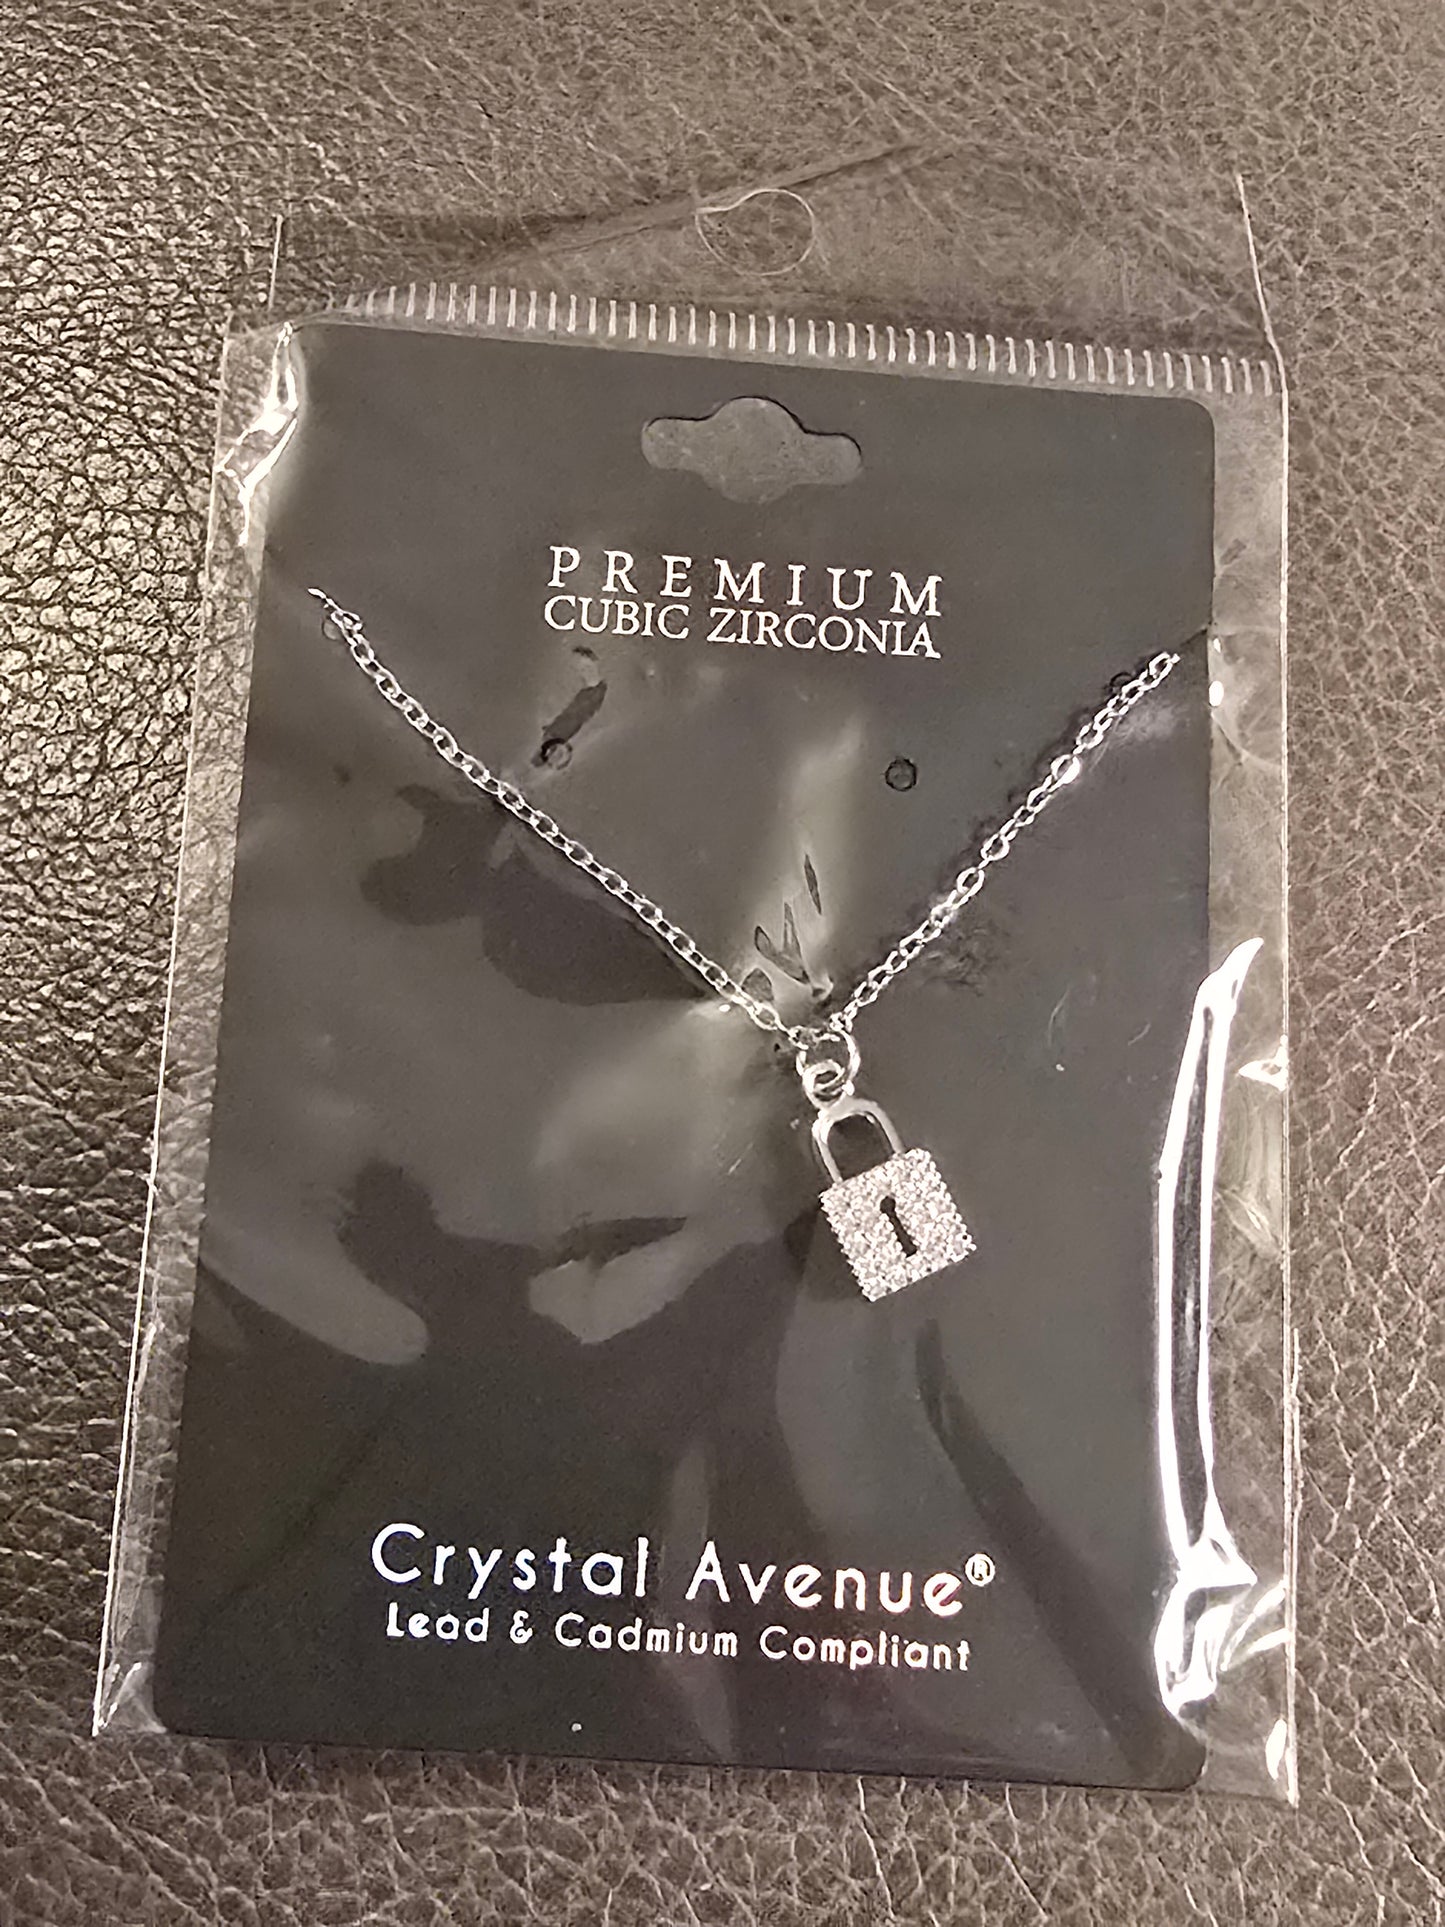 PREMIUM
CUBIC ZIRCONIA
Crystal Avenue®
Lead & Cadmium Compliant